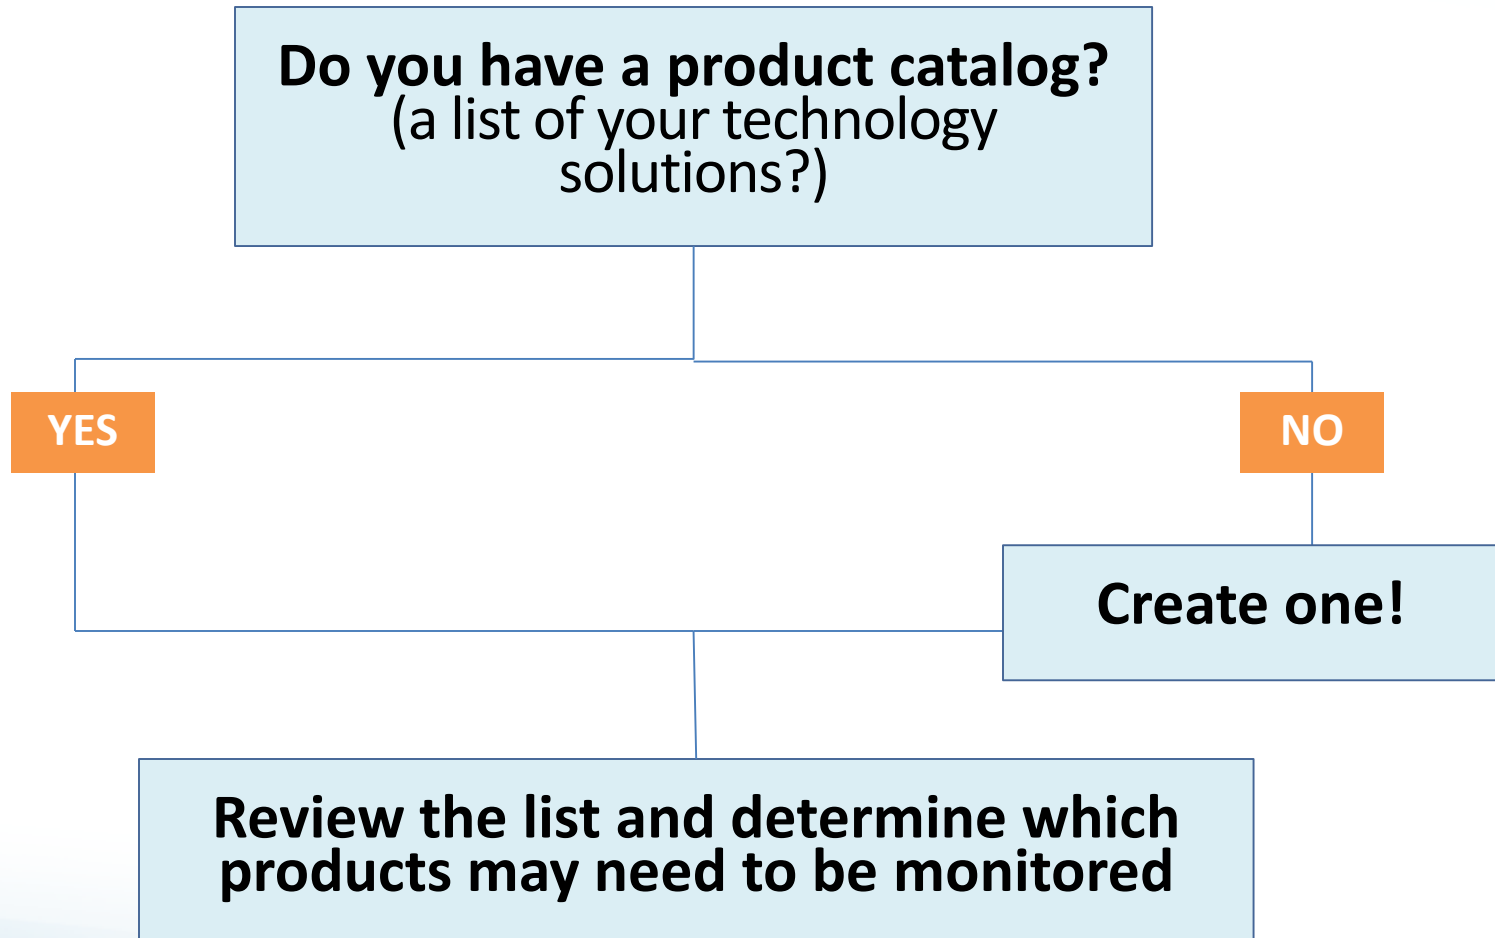 Do you have a product catalog?
(a list of your technology
solutions?)
YES
NO
Create one!
Review the list and determine which
products may need to be monitored